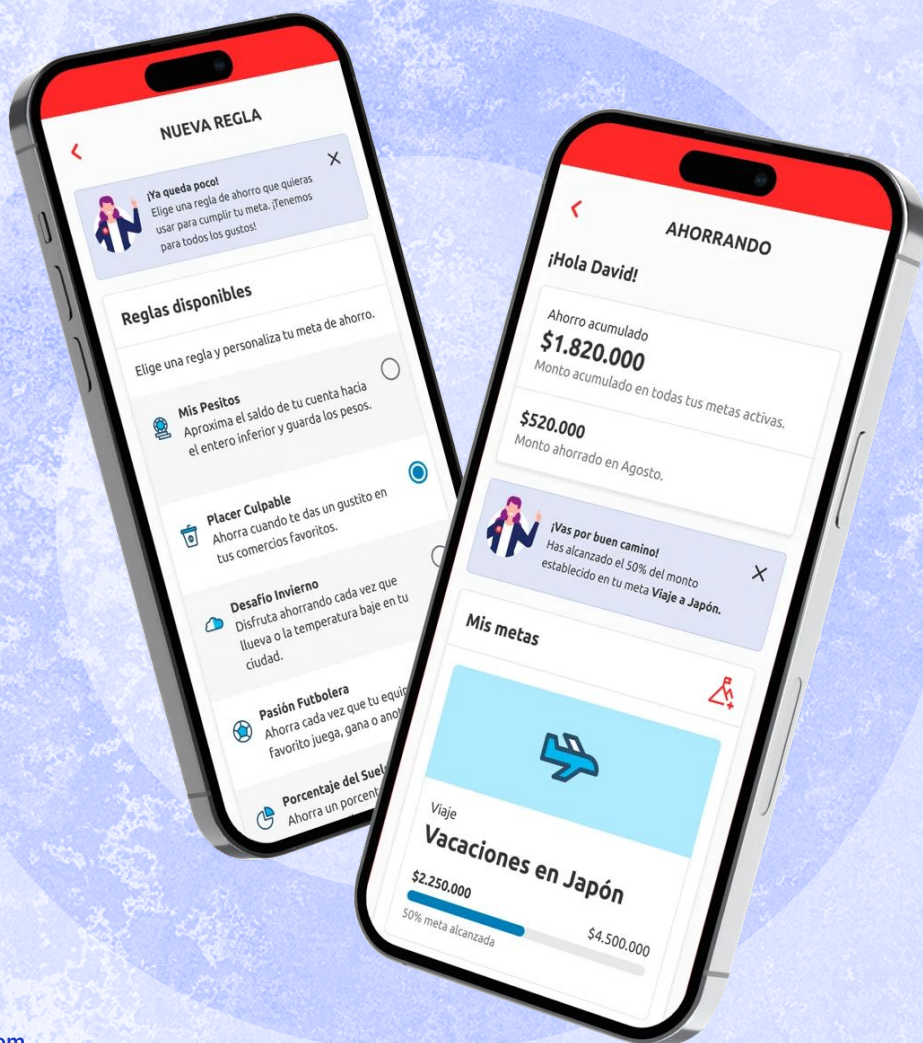 NUEVA REGLA
¡Ya queda poco!
Elige una regla de ahorro que quieras
usar para cumplir tu meta. ¡Tenemos
para todos los gustos!
Reglas disponibles
Elige una regla y personaliza tu meta de ahorro.
Mis Pesitos
Aproxima el saldo de tu cuenta hacia
el entero inferior y guarda los pesos.
Placer Culpable
Ahorra cuando te das un gustito en
tus comercios favoritos.
Desafío Invierno
Disfruta ahorrando cada vez que
llueva o la temperatura baje en tu
ciudad.
Pasión Futbolera
Ahorra cada vez que tu
favorito juega, gana o
Porcentaje del
Ahorra un
AHORRANDO
¡Hola David!
Ahorro acumulado
$1.820.000
Monto acumulado en todas tus metas activas.
$520.000
Monto ahorrado en Agosto.
¡Vas por buen camino!
Has alcanzado el 50% del monto
establecido en tu meta Viaje a Japón.
Mis metas
Viaje
Vacaciones en Japón
$2.250.000
$4.500.000
50% meta alcanzada